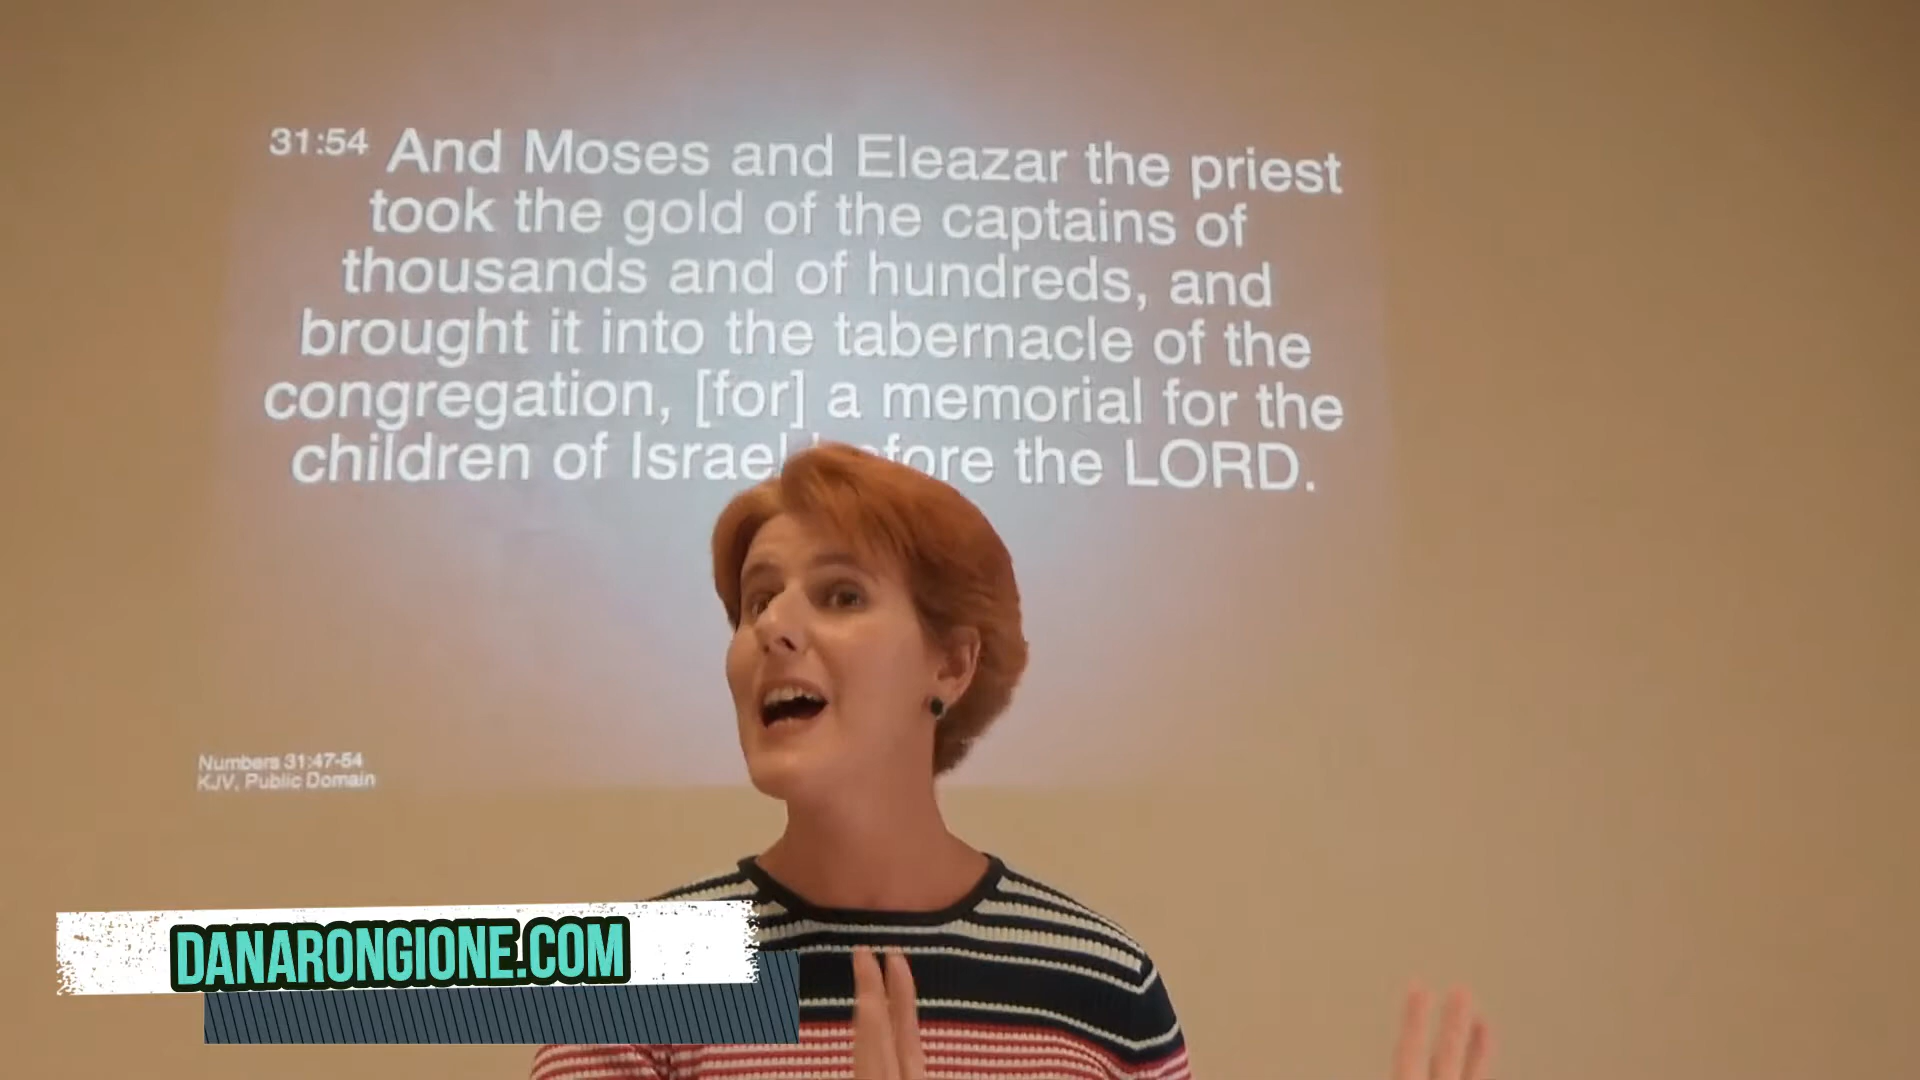 31:54 And Moses and Eleazar the priest
took the gold of the captains of
thousands and of hundreds, and
brought it into the tabernacle of the
congregation, [for] a memorial for the
children of Israel before the LORD.
Numbers 31:47-54
KJV, Public Domain
DANARONGIONE.COM